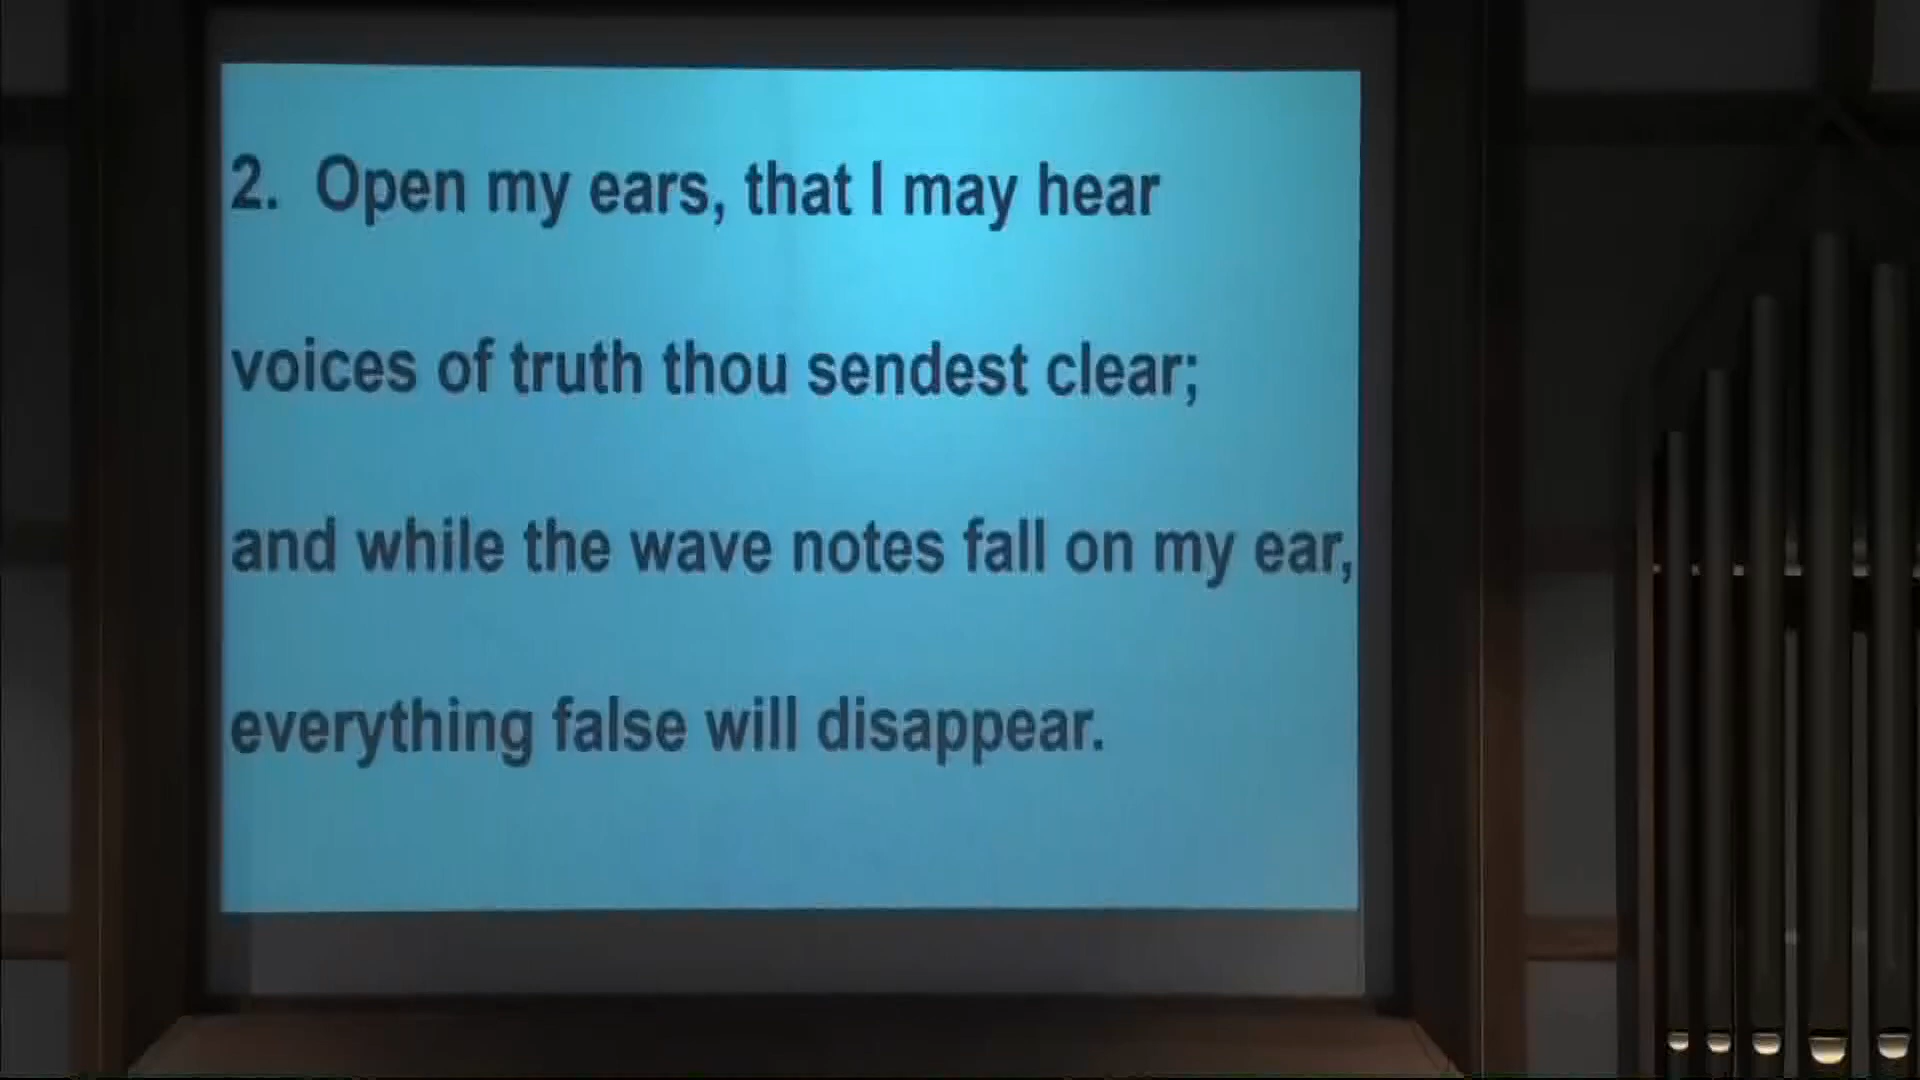 2. Open my ears, that I may hear
voices of truth thou sendest clear;
and while the wave notes fall on my ear,
everything false will disappear.